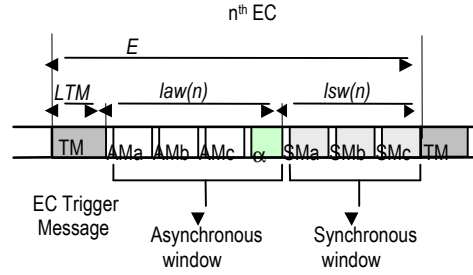 nth EC
E
LTM law(n) lsw(n)
TM AMa AMb AMc α SMa SMb SMc TM
EC Trigger
Message
Asynchronous
window
Synchronous
window